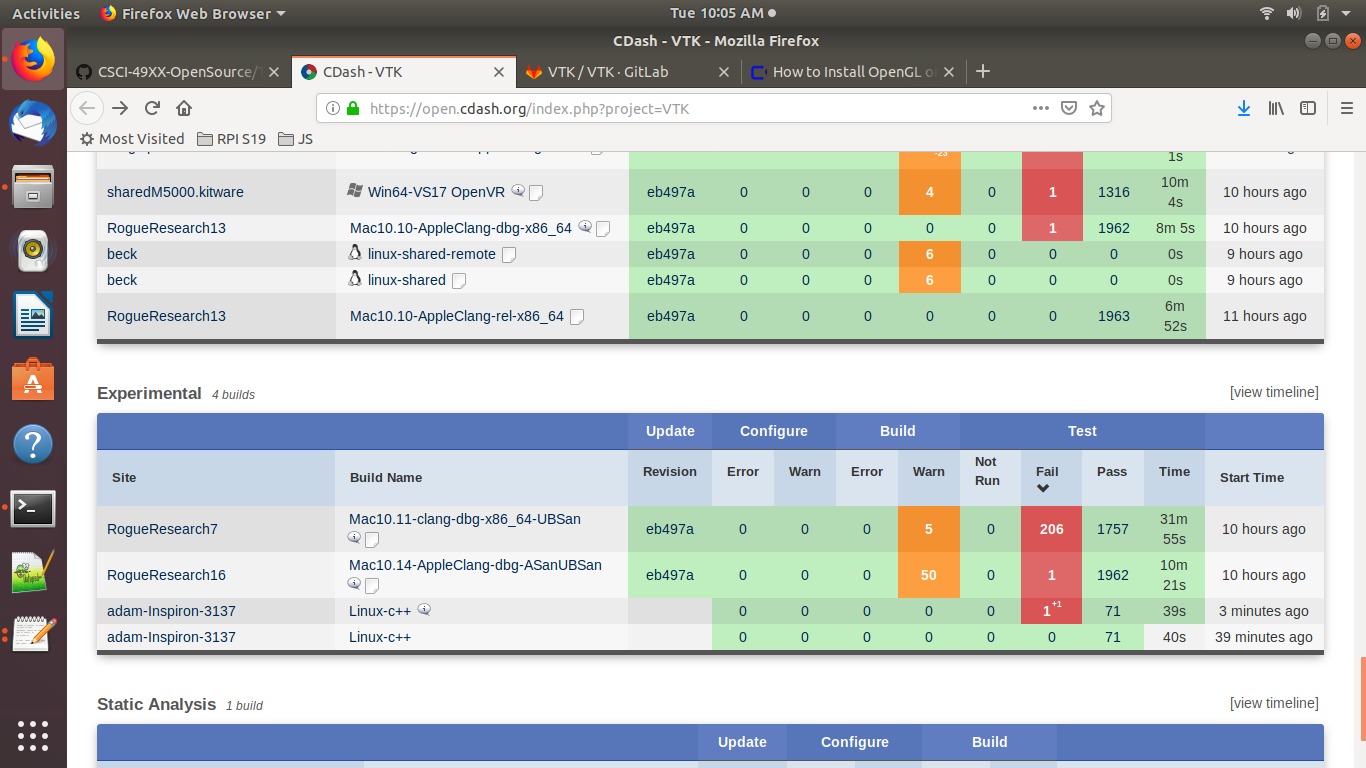 Activities Firefox Web Browser Tue 10:05 AM
CDash - VTK - Mozilla Firefox
CSCI-49XX-OpenSource/ CDash - VTK VTK / VTK · GitLab How to Install OpenGL o
https://open.cdash.org/index.php?project=VTK
Most Visited RPI S19 JS
-23 1s
sharedM5000.kitware Win64-VS17 OpenVR eb497a 0 0 0 4 0 1 1316 10m 4s 10 hours ago
RogueResearch13 Mac10.10-AppleClang-dbg-x86_64 eb497a 0 0 0 0 0 1 1962 8m 5s 10 hours ago
beck linux-shared-remote eb497a 0 0 0 6 0 0 0 0s 9 hours ago
beck linux-shared eb497a 0 0 0 6 0 0 0 0s 9 hours ago
RogueResearch13 Mac10.10-AppleClang-rel-x86_64 eb497a 0 0 0 0 0 0 1963 6m 52s 11 hours ago
Experimental 4 builds [view timeline]
Update Configure Build Test
Site Build Name Revision Error Warn Error Warn Not Run Fail Pass Time Start Time
RogueResearch7 Mac10.11-clang-dbg-x86_64-UBSan eb497a 0 0 0 5 0 206 1757 31m 55s 10 hours ago
RogueResearch16 Mac10.14-AppleClang-dbg-ASanUBSan eb497a 0 0 0 50 0 1 1962 10m 21s 10 hours ago
adam-Inspiron-3137 Linux-c++ 0 0 0 0 0 1 +1 71 39s 3 minutes ago
adam-Inspiron-3137 Linux-c++ 0 0 0 0 0 0 71 40s 39 minutes ago
Static Analysis 1 build [view timeline]
Update Configure Build